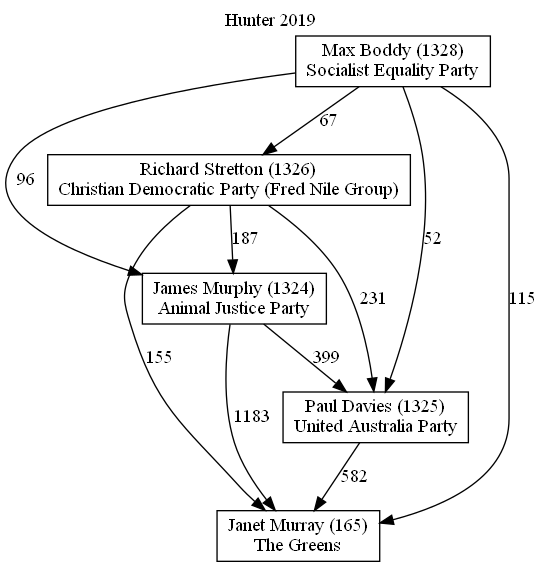 Hunter 2019
Max Boddy (1328)
Socialist Equality Party
67
Richard Stretton (1326)
Christian Democratic Party (Fred Nile Group)
96
187
52
James Murphy (1324)
Animal Justice Party
231
115
155
399
1183
Paul Davies (1325)
United Australia Party
582
Janet Murray (165)
The Greens